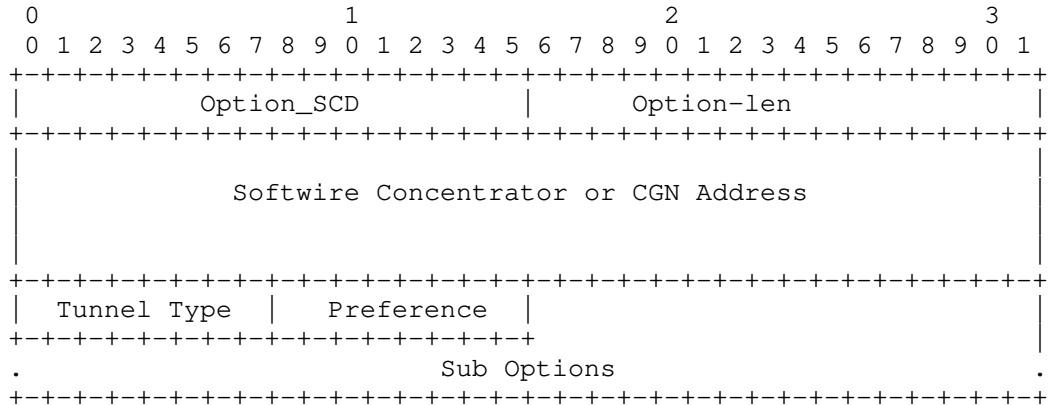 0                   1                   2                   3
 0 1 2 3 4 5 6 7 8 9 0 1 2 3 4 5 6 7 8 9 0 1 2 3 4 5 6 7 8 9 0 1
+-+-+-+-+-+-+-+-+-+-+-+-+-+-+-+-+-+-+-+-+-+-+-+-+-+-+-+-+-+-+-+-+
|           Option_SCD          |      Option-len               |
+-+-+-+-+-+-+-+-+-+-+-+-+-+-+-+-+-+-+-+-+-+-+-+-+-+-+-+-+-+-+-+-+
|                                                               |
|             Softwire Concentrator or CGN Address              |
|                                                               |
|                                                               |
+-+-+-+-+-+-+-+-+-+-+-+-+-+-+-+-+-+-+-+-+-+-+-+-+-+-+-+-+-+-+-+-+
|  Tunnel Type  |   Preference  |                               |
+-+-+-+-+-+-+-+-+-+-+-+-+-+-+-+-+                               |
.                          Sub Options                          .
+-+-+-+-+-+-+-+-+-+-+-+-+-+-+-+-+-+-+-+-+-+-+-+-+-+-+-+-+-+-+-+-+